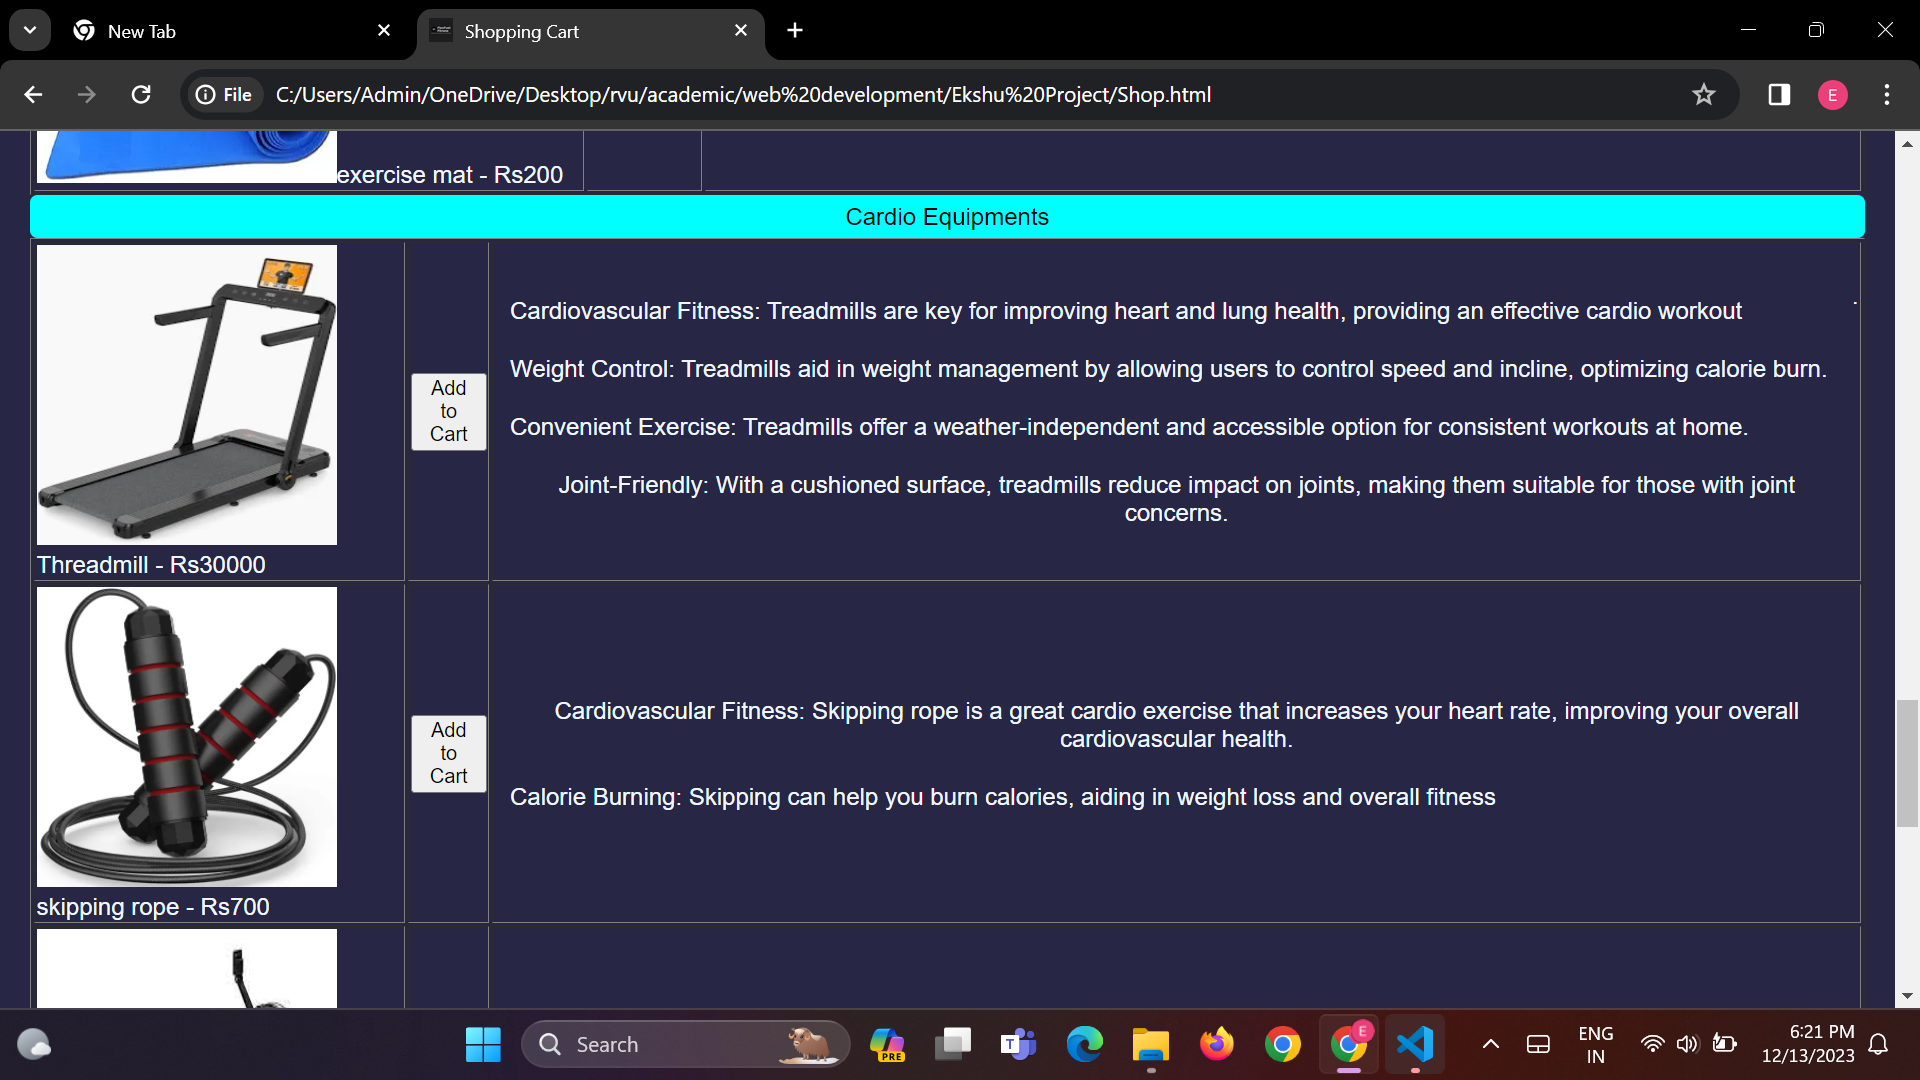 New Tab
Shopping Cart
File
C:/Users/Admin/OneDrive/Desktop/rvu/academic/web%20development/Ekshu%20Project/Shop.html
E
exercise mat - Rs200
Cardio Equipments
Cardiovascular Fitness: Treadmills are key for improving heart and lung health, providing an effective cardio workout
Weight Control: Treadmills aid in weight management by allowing users to control speed and incline, optimizing calorie burn.
Add
to
Cart
Convenient Exercise: Treadmills offer a weather-independent and accessible option for consistent workouts at home.
Joint-Friendly: With a cushioned surface, treadmills reduce impact on joints, making them suitable for those with joint
concerns.
Threadmill - Rs30000
Cardiovascular Fitness: Skipping rope is a great cardio exercise that increases your heart rate, improving your overall
cardiovascular health.
Add
to
Cart
Calorie Burning: Skipping can help you burn calories, aiding in weight loss and overall fitness
skipping rope - Rs700
Search
PRE
T
E
ENG
IN
6:21 PM
12/13/2023